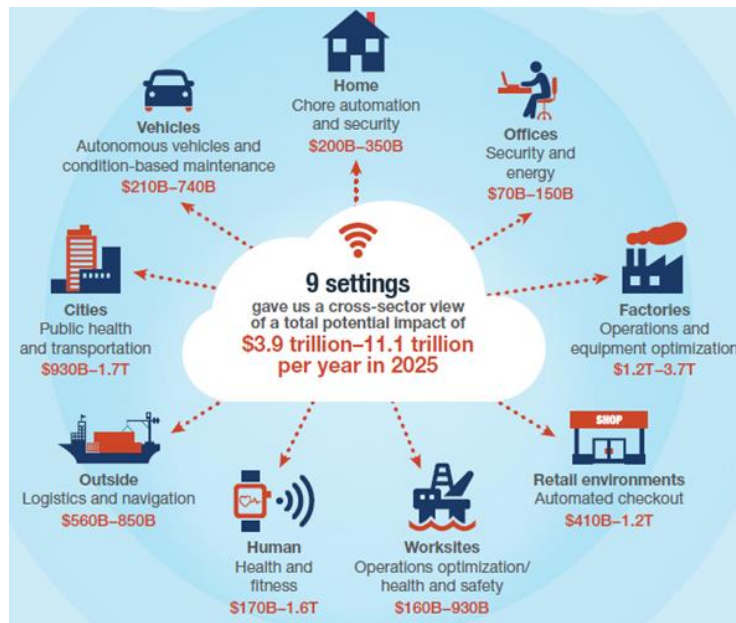 Home
Chore automation
and security
$200B–350B
Offices
Security and
energy
$70B–150B
Factories
Operations and
equipment optimization
$1.2T–3.7T
SHOP
Retail environments
Automated checkout
$410B–1.2T
Worksites
Operations optimization/
health and safety
$160B–930B
Human
Health and
fitness
$170B–1.6T
Outside
Logistics and navigation
$560B–850B
Cities
Public health
and transportation
$930B–1.7T
Vehicles
Autonomous vehicles and
condition-based maintenance
$210B–740B
9 settings
gave us a cross-sector view
of a total potential impact of
$3.9 trillion–11.1 trillion
per year in 2025